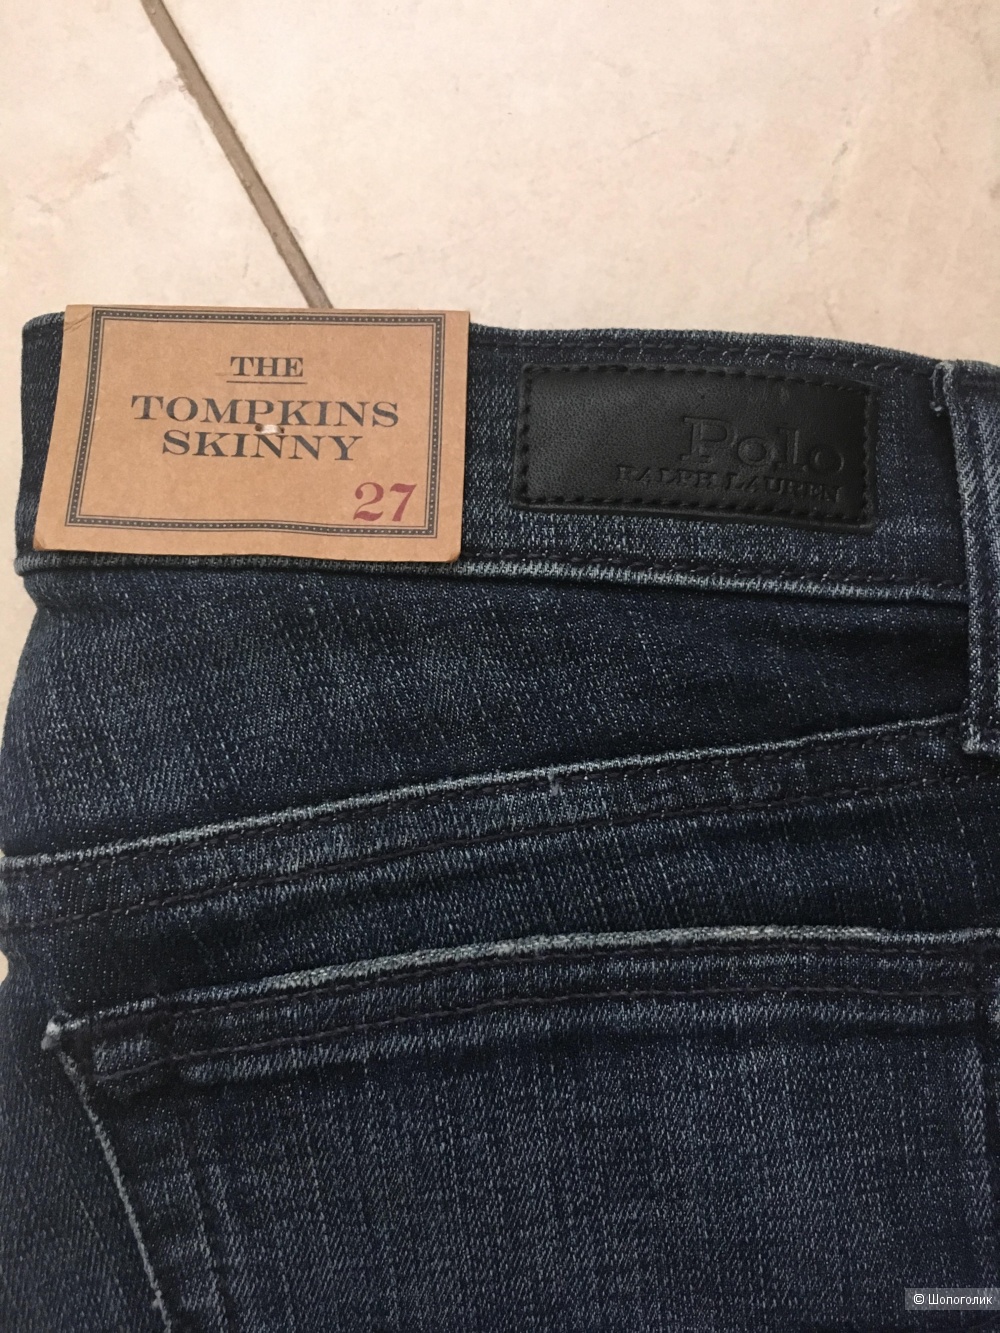 THE
TOMPKINS
SKINNY
27
Polo
RALPH LAUREN
© Шопоголик